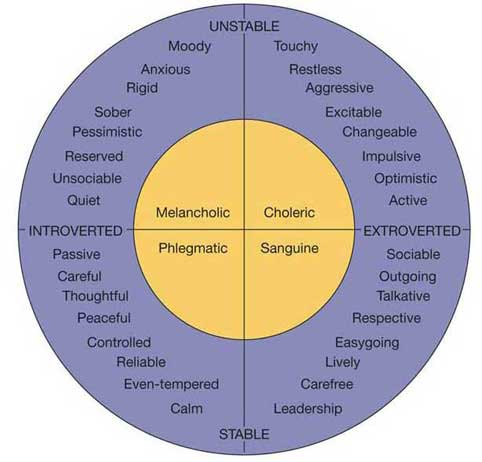 UNSTABLE
Moody
Touchy
Anxious
Restless
Rigid
Aggressive
Sober
Excitable
Pessimistic
Changeable
Reserved
Impulsive
Unsociable
Optimistic
Quiet
Active
Melancholic
Choleric
INTROVERTED
EXTROVERTED
Phlegmatic
Sanguine
Passive
Sociable
Careful
Outgoing
Thoughtful
Talkative
Peaceful
Respective
Controlled
Easygoing
Reliable
Lively
Even-tempered
Carefree
Calm
Leadership
STABLE